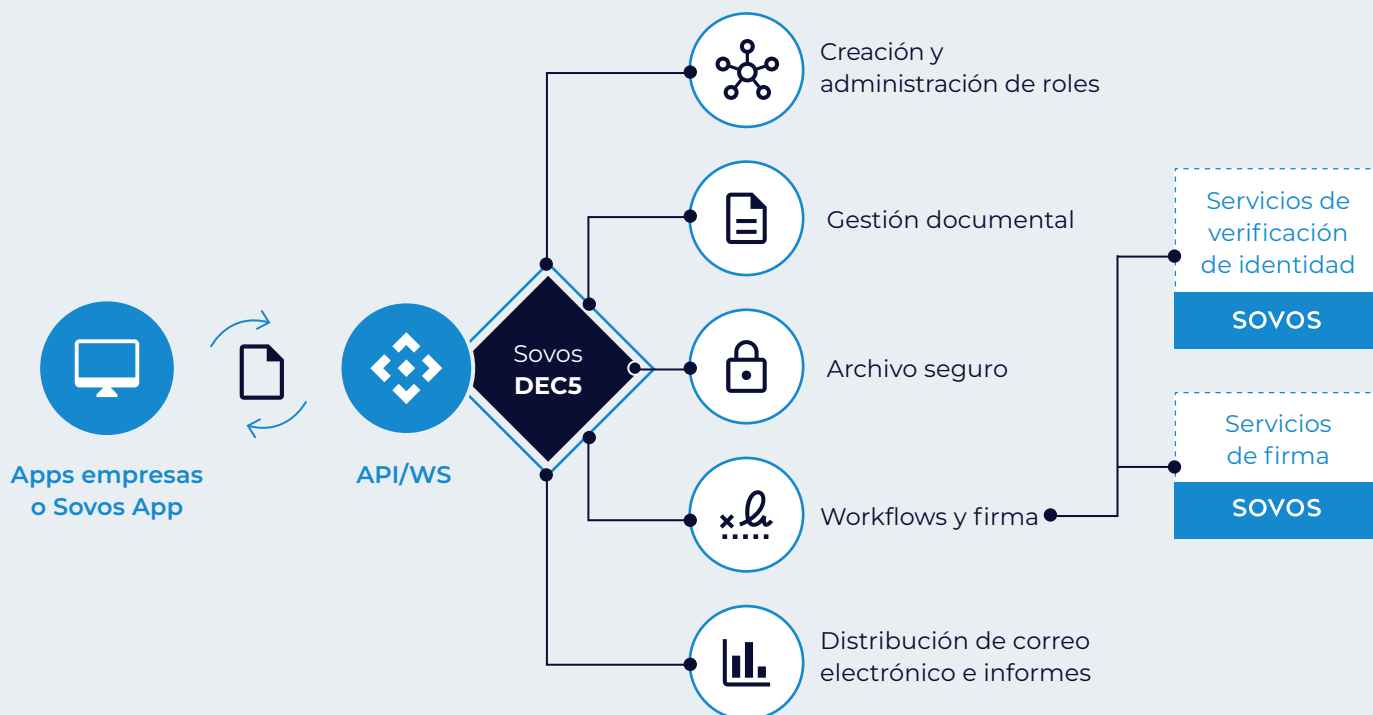 Creación y
administración de roles
Gestión documental
Servicios de
verificación
de identidad
SOVOS
Sovos
DEC5
Archivo seguro
Apps empresas
o Sovos App
API/WS
Servicios
de firma
SOVOS
Workflows y firma
Distribución de correo
electrónico e informes